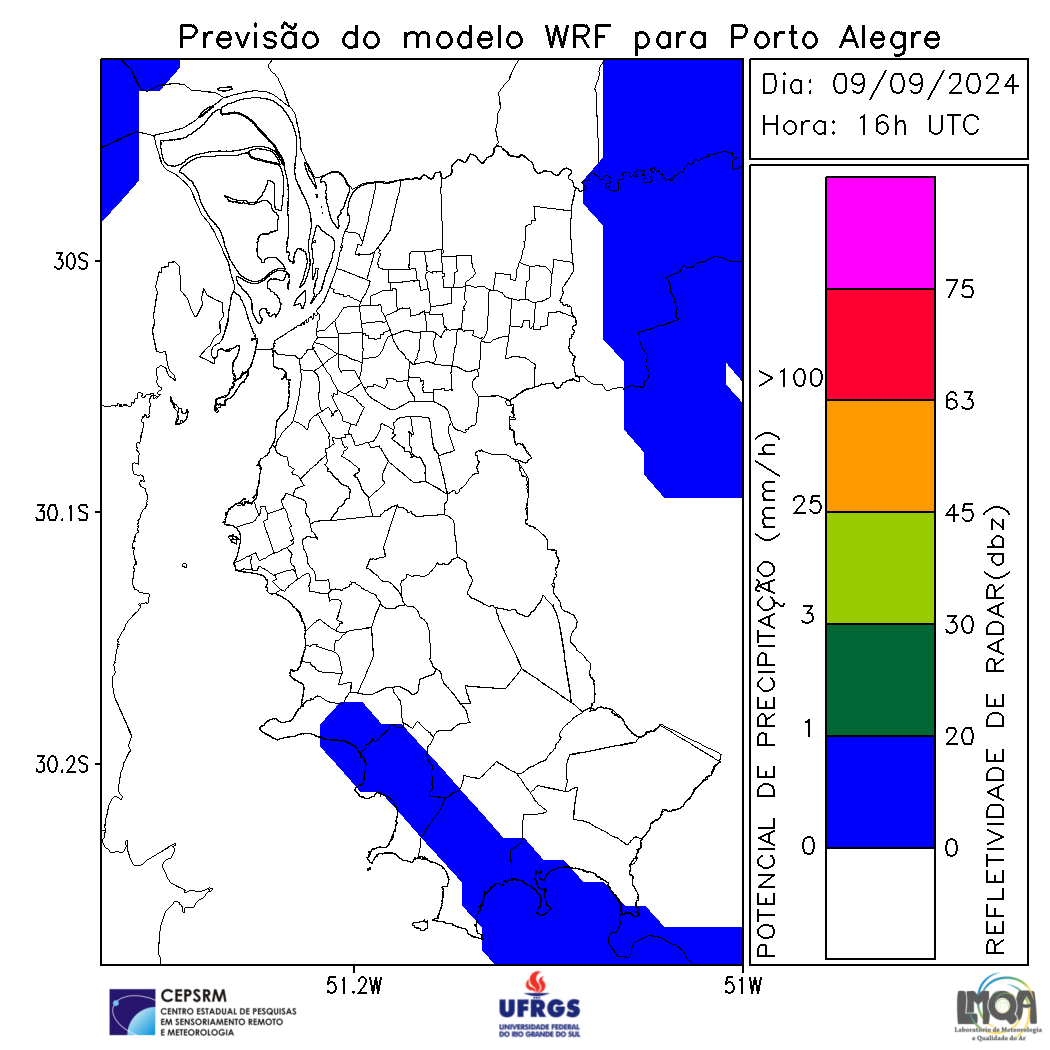 Previsão do modelo WRF para Porto Alegre
Dia: 09/09/2024
Hora: 16h UTC
30S
30.1S
30.2S
51.2W
51W
POTENCIAL DE PRECIPITAÇÃO (mm/h)
>100
25
3
1
0
75
63
45
30
20
0
REFLETIVIDADE DE RADAR(dbz)
CEPSRM
CENTRO ESTADUAL DE PESQUISAS
EM SENSORIAMENTO REMOTO
E METEOROLOGIA
UFRGS
UNIVERSIDADE FEDERAL
DO RIO GRANDE DO SUL
LMQA
Laboratório de Meteorologia
e Qualidade do Ar